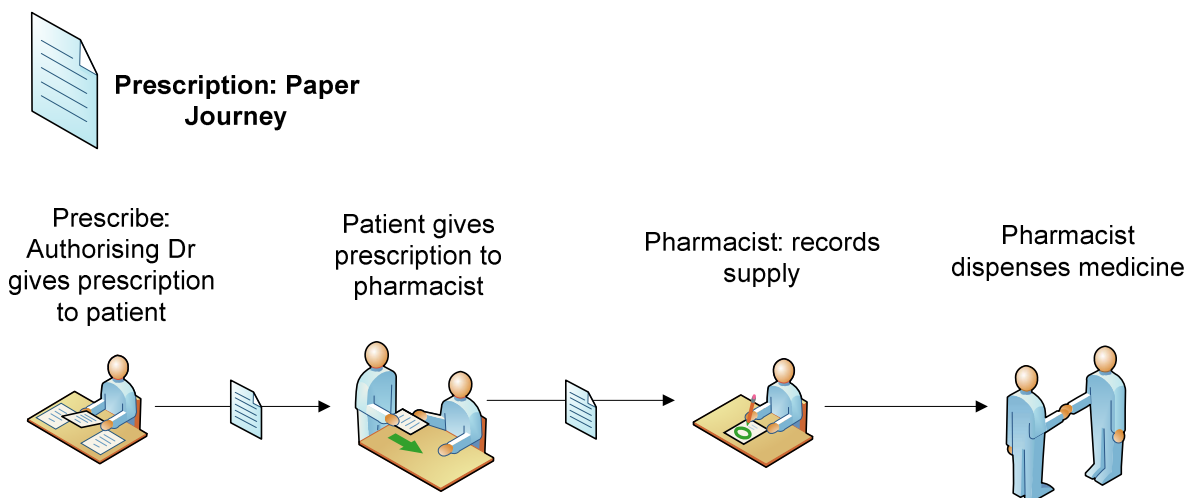 Prescription: Paper
Journey
Prescribe:
Authorising Dr
gives prescription
to patient
Patient gives
prescription to
pharmacist
Pharmacist: records
supply
Pharmacist
dispenses medicine